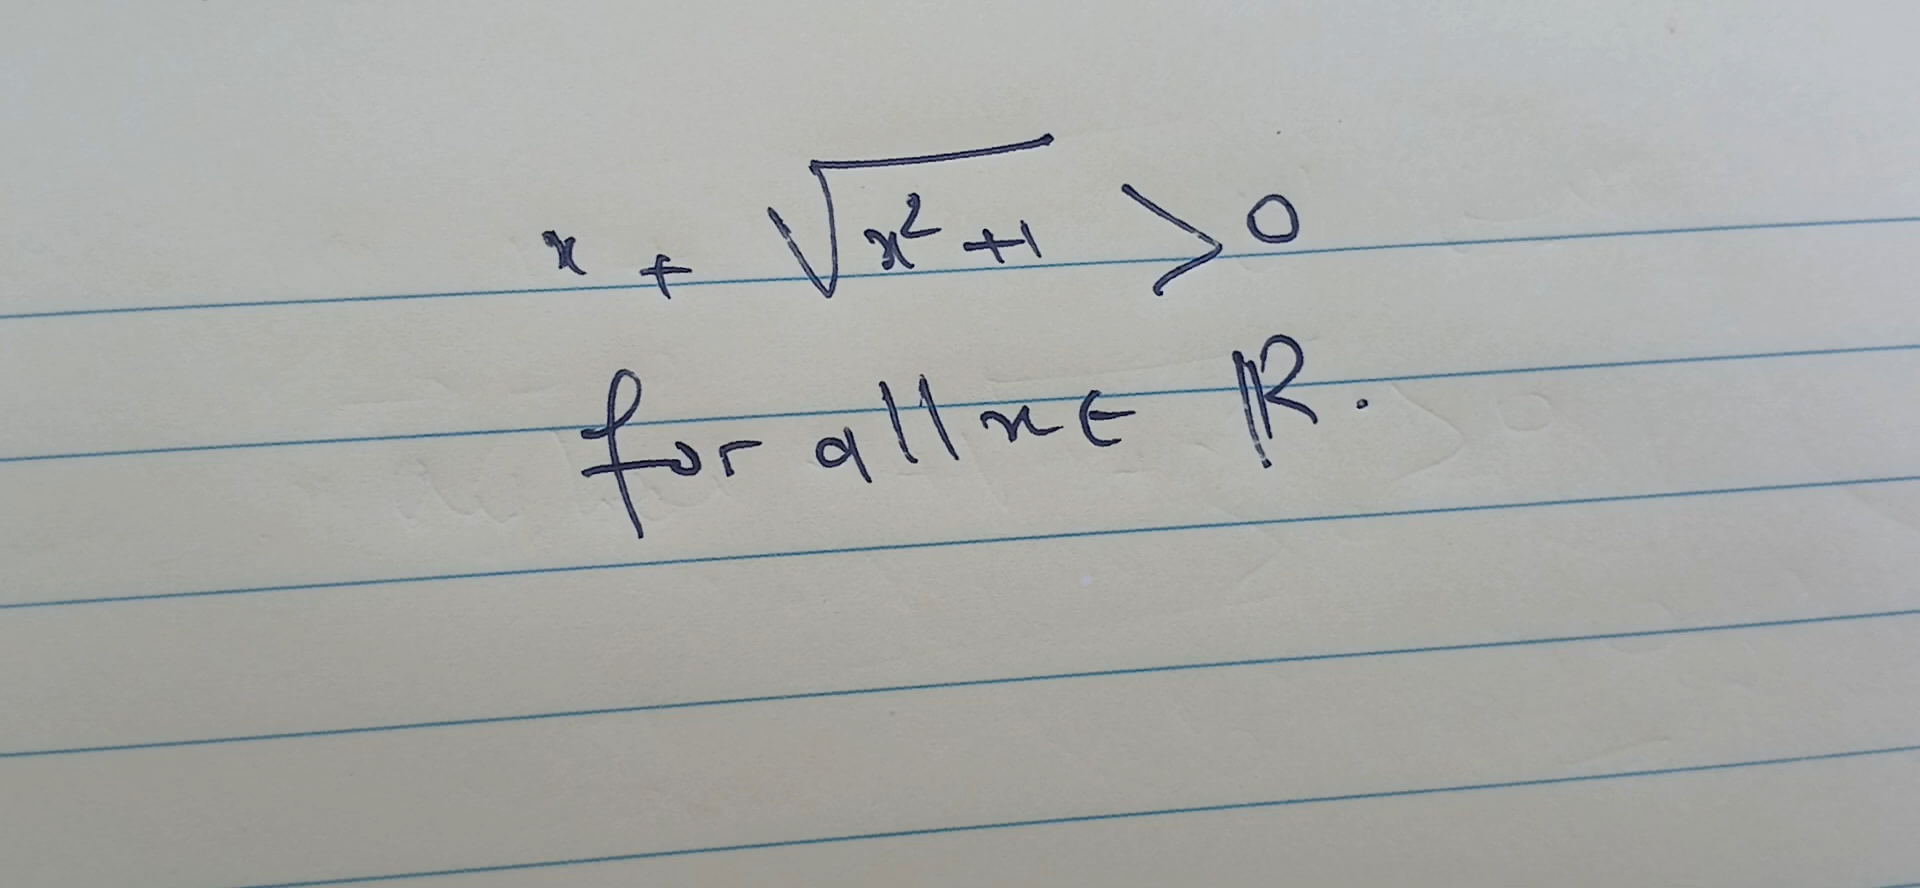 x + √(x² + 1) > 0
for all x ∈ ℝ.